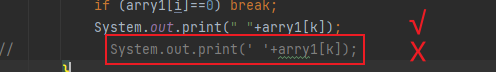 if (arry1[i]==0) break;
System.out.print(" "+arry1[k]); √
// System.out.print(' '+arry1[k]); X
}